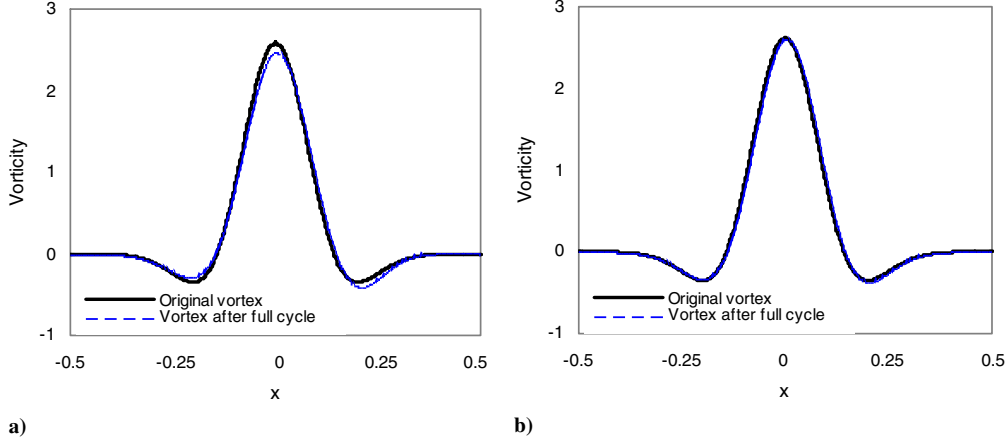 3
2
1
0
-1
Vorticity
Original vortex
Vortex after full cycle
-0.5
-0.25
0
0.25
0.5
x
a)
3
2
1
0
-1
Vorticity
Original vortex
Vortex after full cycle
-0.5
-0.25
0
0.25
0.5
x
b)